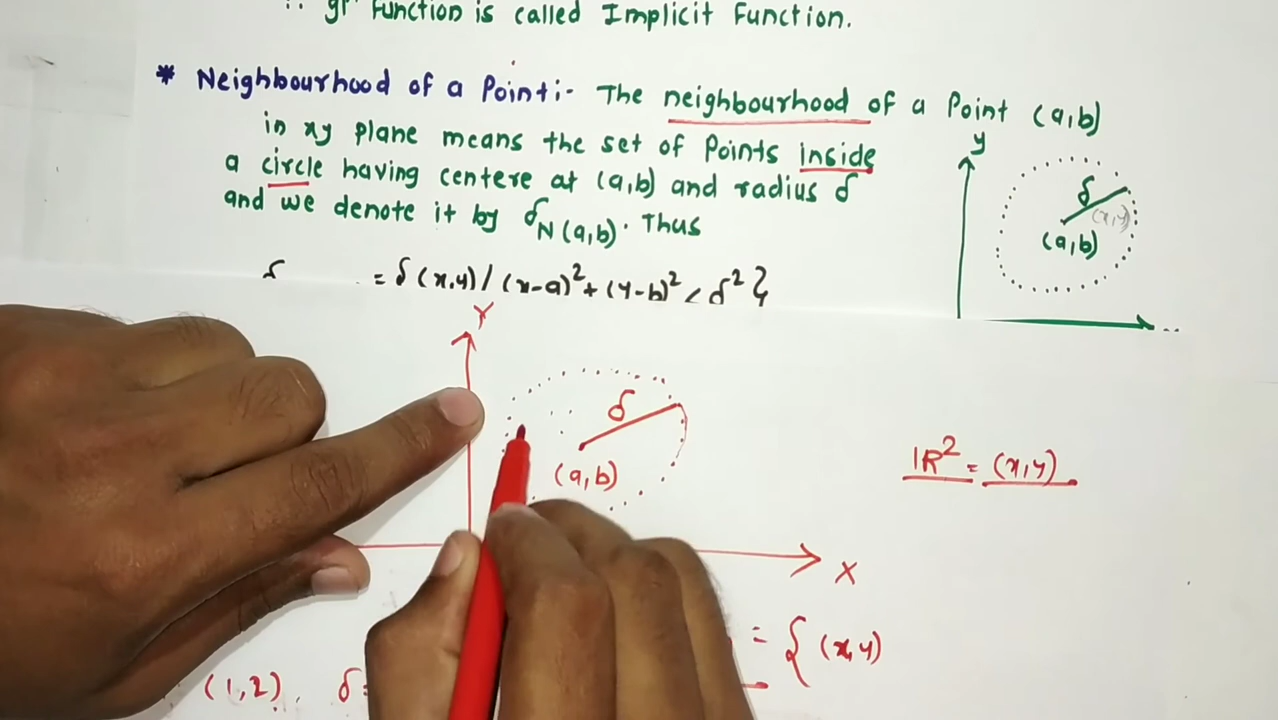 ∴ gn Function is called Implicit Function.
* Neighbourhood of a Point:- The neighbourhood of a Point (a,b)
in xy plane means the set of Points inside
a circle having centere at (a,b) and radius δ
and we denote it by δN(a,b). Thus
δ = δ(x,y) / (x-a)² + (y-b)² < δ² }
y
δ
(x,y)
(a,b)
Y
δ
(a,b)
X
IR² = (x,y)
= { (x,y)
(1,2), δ=